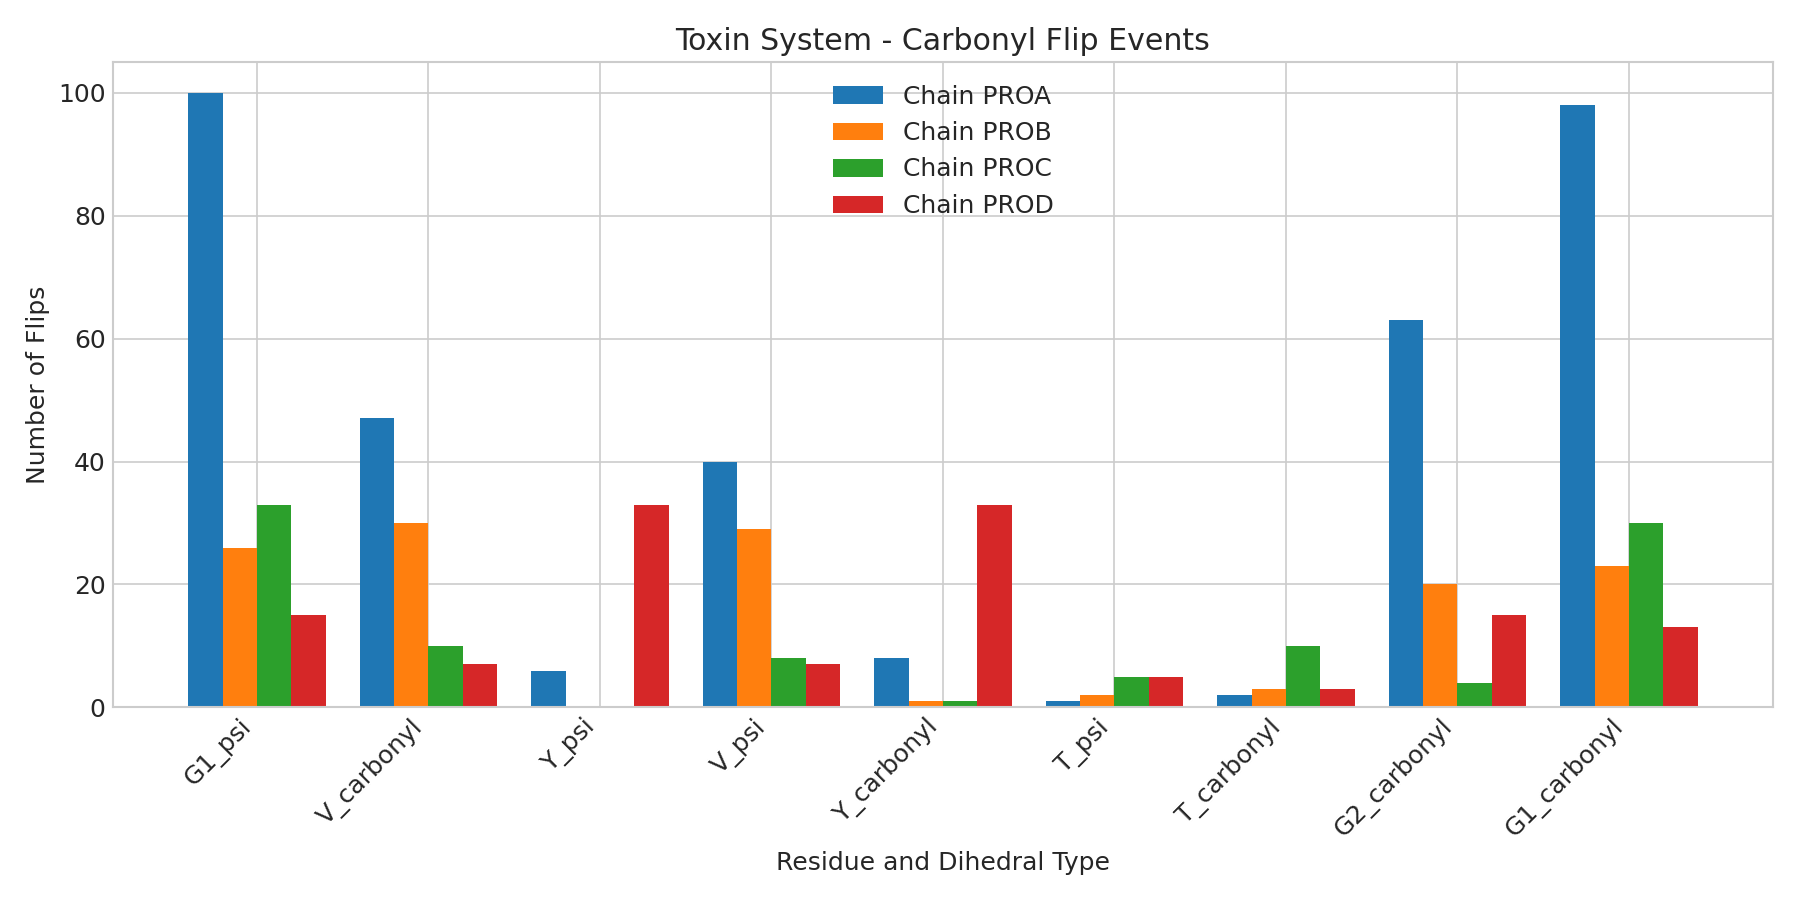 Toxin System - Carbonyl Flip Events
Chain PROA
Chain PROB
Chain PROC
Chain PROD
Number of Flips
100
80
60
40
20
0
G1_psi
V_carbonyl
Y_psi
V_psi
Y_carbonyl
T_psi
T_carbonyl
G2_carbonyl
G1_carbonyl
Residue and Dihedral Type